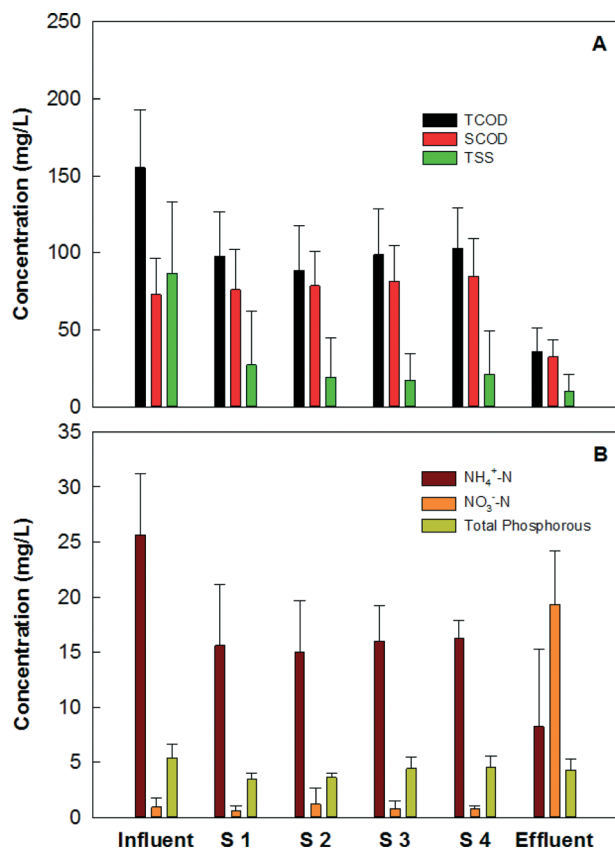 A
250
200
150
100
50
0
Concentration (mg/L)
TCOD
SCOD
TSS
B
35
30
25
20
15
10
5
0
Concentration (mg/L)
NH₄⁺-N
NO₃⁻-N
Total Phosphorous
Influent S 1 S 2 S 3 S 4 Effluent